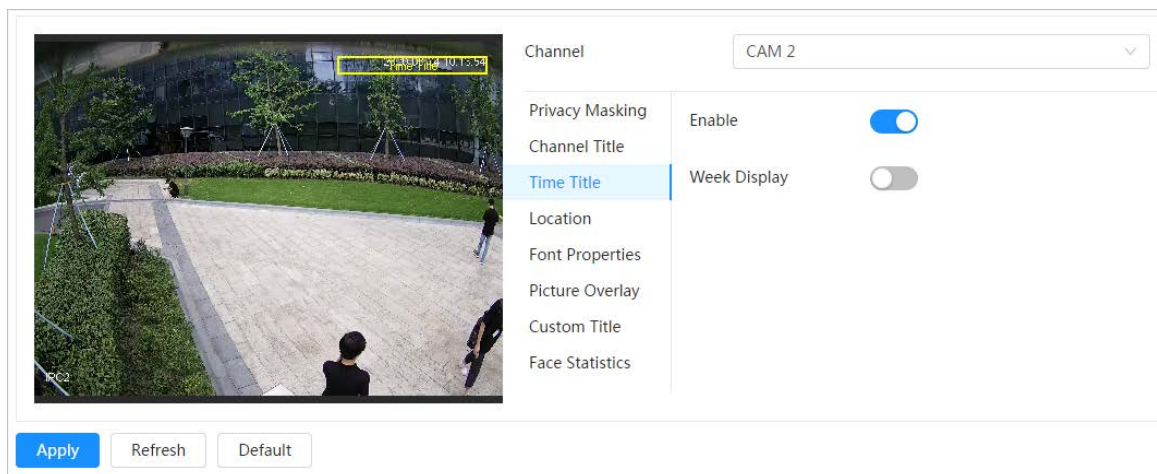 Time Title
IPC2
Channel
CAM 2
Privacy Masking
Channel Title
Time Title
Location
Font Properties
Picture Overlay
Custom Title
Face Statistics
Enable
Week Display
Apply
Refresh
Default